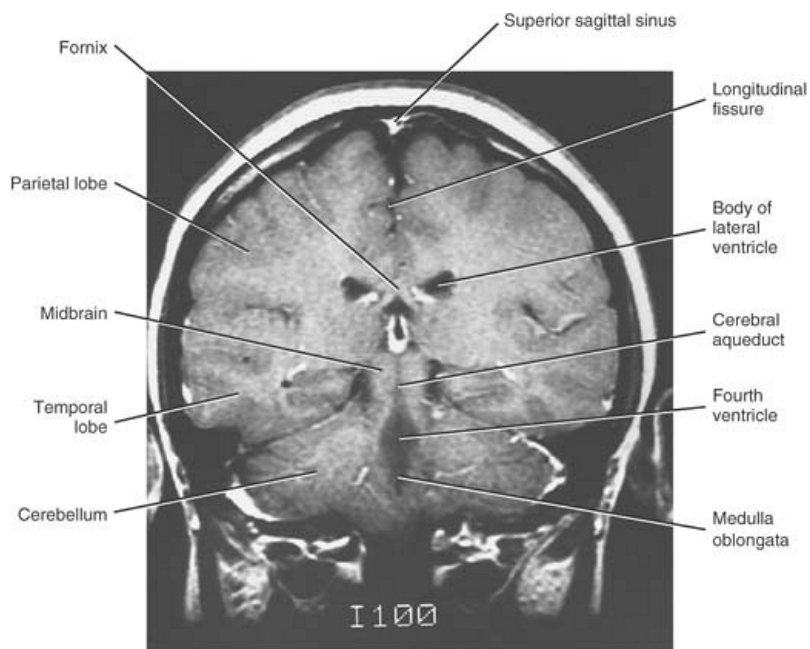 Superior sagittal sinus
Fornix
Longitudinal
fissure
Parietal lobe
Body of
lateral
ventricle
Midbrain
Cerebral
aqueduct
Temporal
lobe
Fourth
ventricle
Cerebellum
Medulla
oblongata
I100